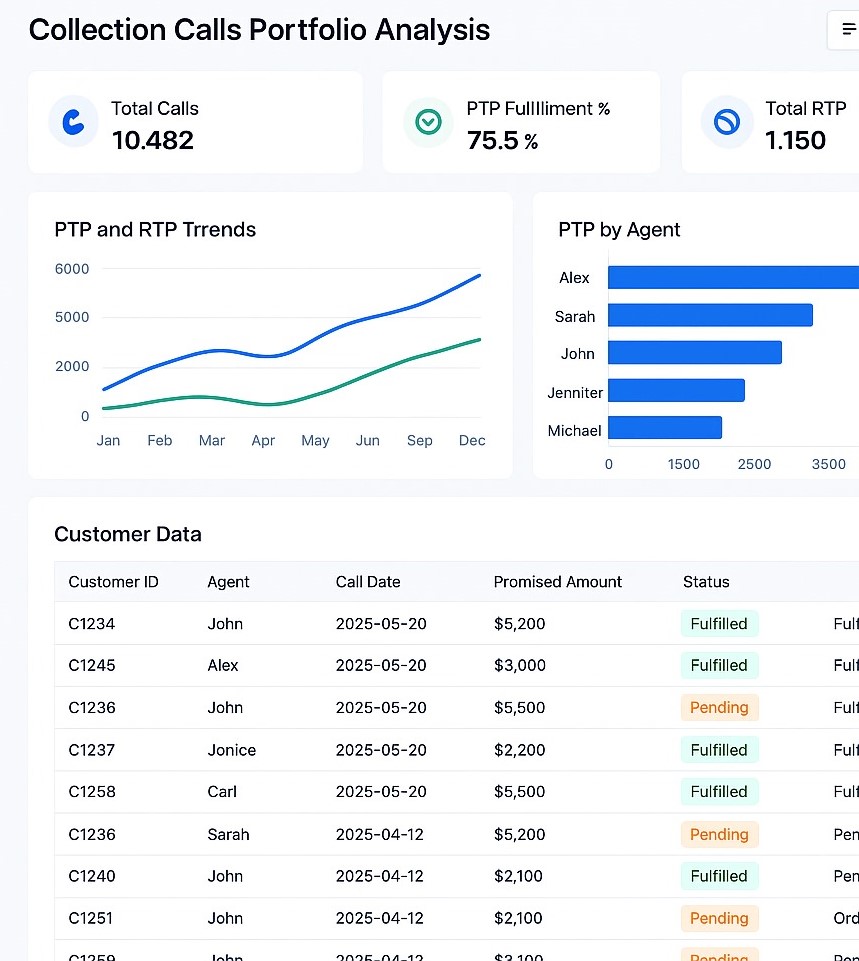 Collection Calls Portfolio Analysis
Total Calls
10.482
PTP Fullllliment %
75.5 %
Total RTP
1.150
PTP and RTP Trrends
6000
5000
2000
0
Jan Feb Mar Apr May Jun Sep Dec
PTP by Agent
Alex
Sarah
John
Jenniter
Michael
0 1500 2500 3500
Customer Data
Customer ID Agent Call Date Promised Amount Status
C1234 John 2025-05-20 $5,200 Fulfilled Fulf
C1245 Alex 2025-05-20 $3,000 Fulfilled Fulf
C1236 John 2025-05-20 $5,500 Pending Fulf
C1237 Jonice 2025-05-20 $2,200 Fulfilled Fulf
C1258 Carl 2025-05-20 $5,500 Fulfilled Fulf
C1236 Sarah 2025-04-12 $5,200 Pending Pen
C1240 John 2025-04-12 $2,100 Fulfilled Pen
C1251 John 2025-04-12 $2,100 Pending Ord
C1259 John 2025-04-12 $3,100 Pending Pen